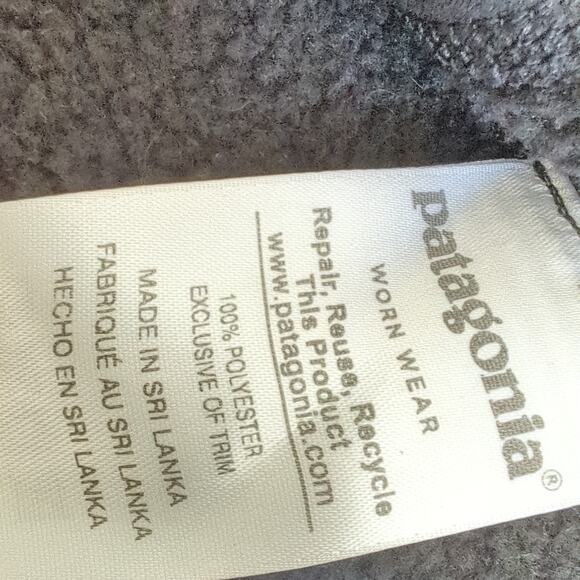 patagonia®
WORN WEAR
Repair, Reuse, Recycle
This Product
www.patagonia.com
100% POLYESTER
EXCLUSIVE OF TRIM
MADE IN SRI LANKA
FABRIQUÉ AU SRI LANKA
HECHO EN SRI LANKA